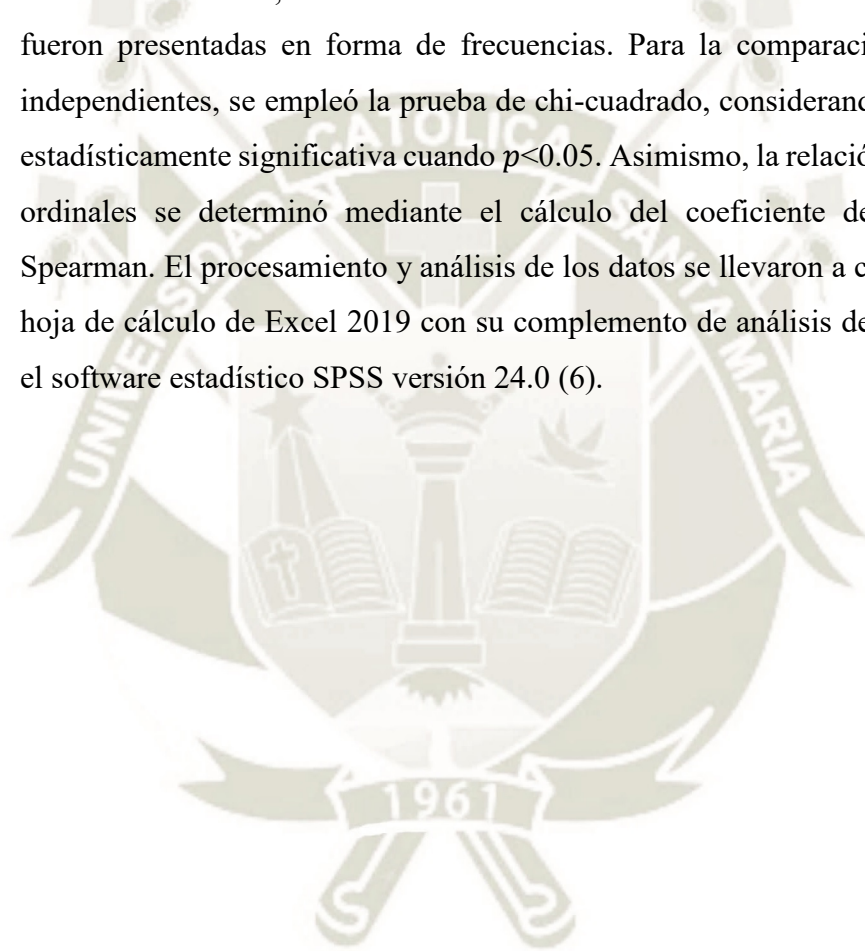 fueron presentadas en forma de frecuencias. Para la
independientes, se empleó la prueba de chi-cuadrado,
estadísticamente significativa cuando p<0.05. Asimismo, la
ordinales se determinó mediante el cálculo del coeficiente
Spearman. El procesamiento y análisis de los datos se llevaron a
hoja de cálculo de Excel 2019 con su complemento de análisis de
el software estadístico SPSS versión 24.0 (6).
UNIVERSIDAD CATOLICA SANTA MARIA
1961